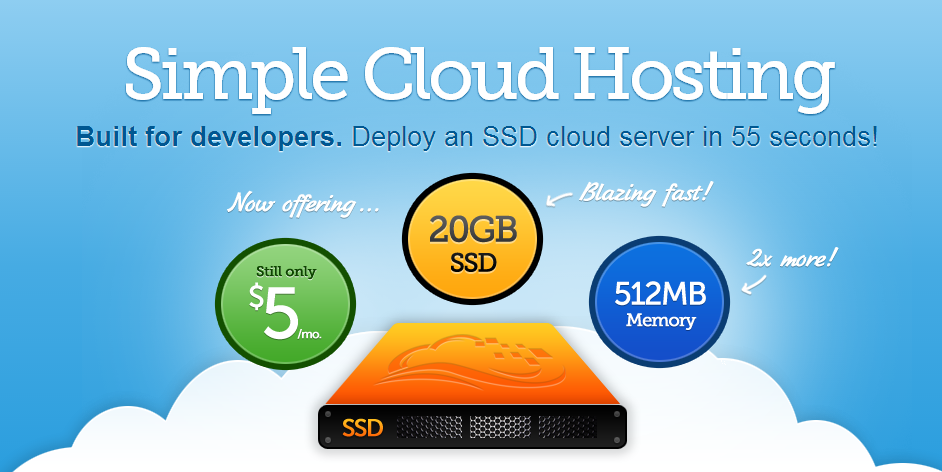 Simple Cloud Hosting
Built for developers. Deploy an SSD cloud server in 55 seconds!
Now offering...
20GB
SSD
Blazing fast!
Still only
$5/mo.
512MB
Memory
2x more!
SSD